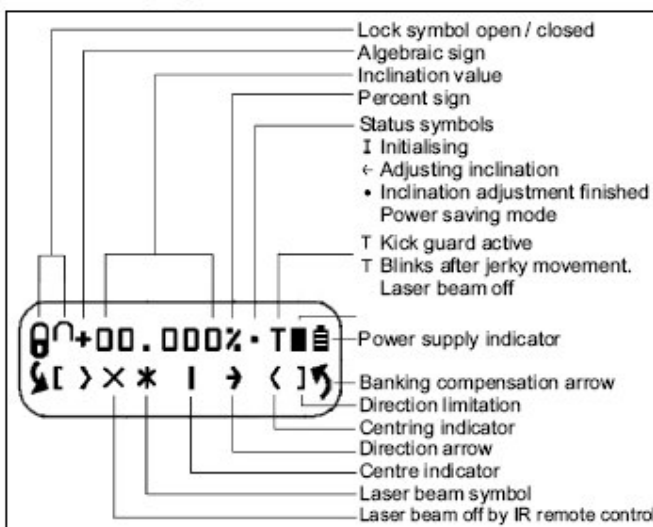 Lock symbol open / closed
Algebraic sign
Inclination value
Percent sign
Status symbols
I Initialising
← Adjusting inclination
• Inclination adjustment finished
Power saving mode
T Kick guard active
T Blinks after jerky movement.
Laser beam off
+00.000%•T
Power supply indicator
[ > × * | → < ]
Banking compensation arrow
Direction limitation
Centring indicator
Direction arrow
Centre indicator
Laser beam symbol
Laser beam off by IR remote control